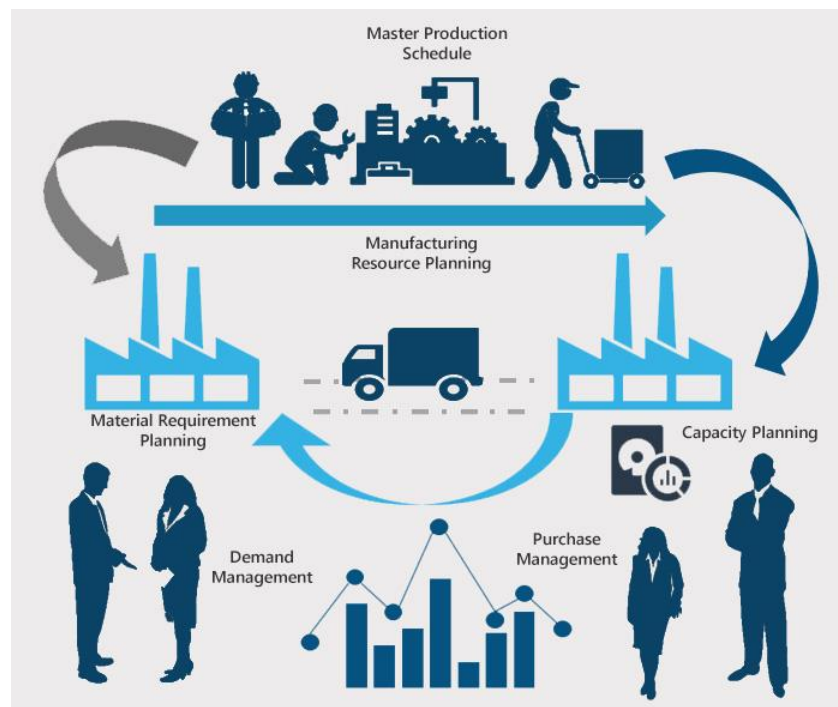 Master Production
Schedule
Manufacturing
Resource Planning
Material Requirement
Planning
Capacity Planning
Demand
Management
Purchase
Management